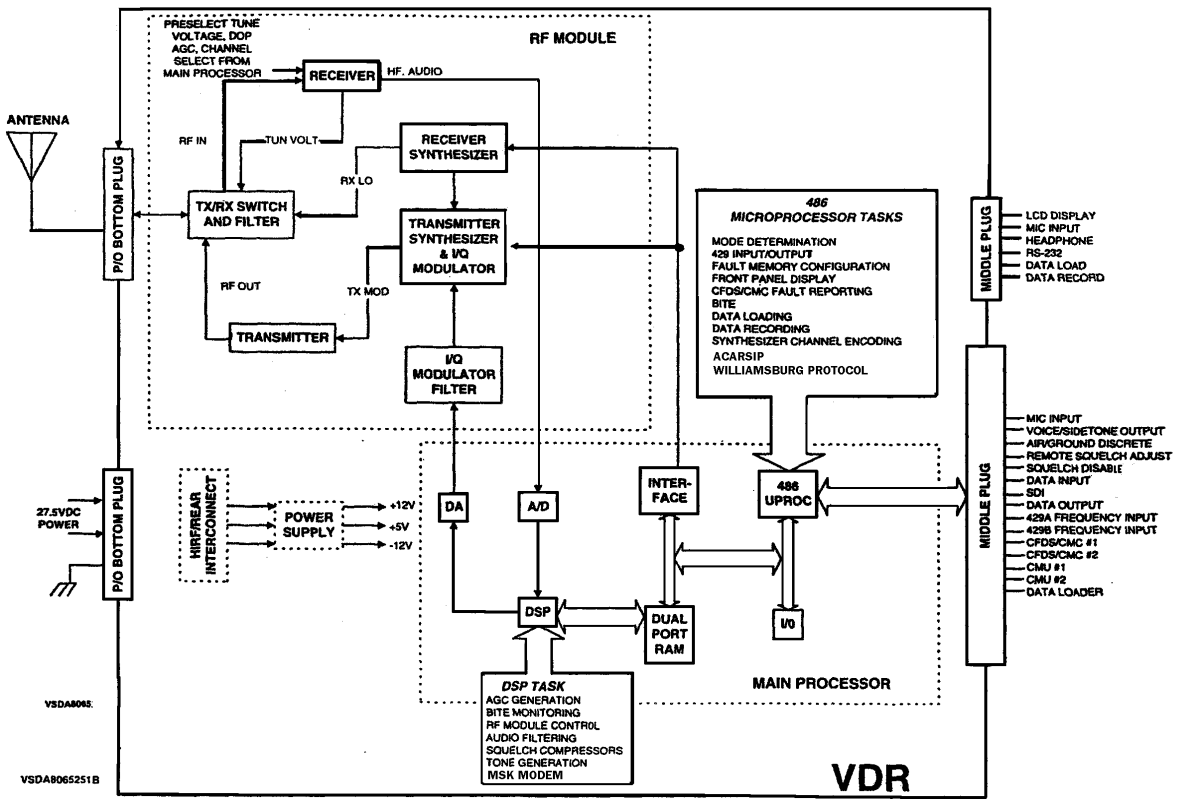 PRESELECT TUNE
VOLTAGE, DOP
AGC, CHANNEL
SELECT FROM
MAIN PROCESSOR
RF MODULE
RECEIVER
HF. AUDIO
ANTENNA
RF IN
TUN VOLT
RECEIVER
SYNTHESIZER
RX LO
P/O BOTTOM PLUG
TX/RX SWITCH
AND FILTER
TRANSMITTER
SYNTHESIZER
& I/Q
MODULATOR
RF OUT
TX MOD
TRANSMITTER
I/Q
MODULATOR
FILTER
486
MICROPROCESSOR TASKS
MODE DETERMINATION
429 INPUT/OUTPUT
FAULT MEMORY CONFIGURATION
FRONT PANEL DISPLAY
CFDS/CMC FAULT REPORTING
BITE
DATA LOADING
DATA RECORDING
SYNTHESIZER CHANNEL ENCODING
ACARSIP
WILLIAMSBURG PROTOCOL
MIDDLE PLUG
LCD DISPLAY
MIC INPUT
HEADPHONE
RS-232
DATA LOAD
DATA RECORD
27.5VDC
POWER
P/O BOTTOM PLUG
HIRF/REAR
INTERCONNECT
POWER
SUPPLY
+12V
+5V
-12V
DA
A/D
INTER-
FACE
486
UPROC
DSP
DUAL
PORT
RAM
I/0
MAIN PROCESSOR
MIDDLE PLUG
MIC INPUT
VOICE/SIDETONE OUTPUT
AIR/GROUND DISCRETE
REMOTE SQUELCH ADJUST
SQUELCH DISABLE
DATA INPUT
SDI
DATA OUTPUT
429A FREQUENCY INPUT
429B FREQUENCY INPUT
CFDS/CMC #1
CFDS/CMC #2
CMU #1
CMU #2
DATA LOADER
DSP TASK
AGC GENERATION
BITE MONITORING
RF MODULE CONTROL
AUDIO FILTERING
SQUELCH COMPRESSORS
TONE GENERATION
MSK MODEM
VSDA8065
VSDA8065251B
VDR